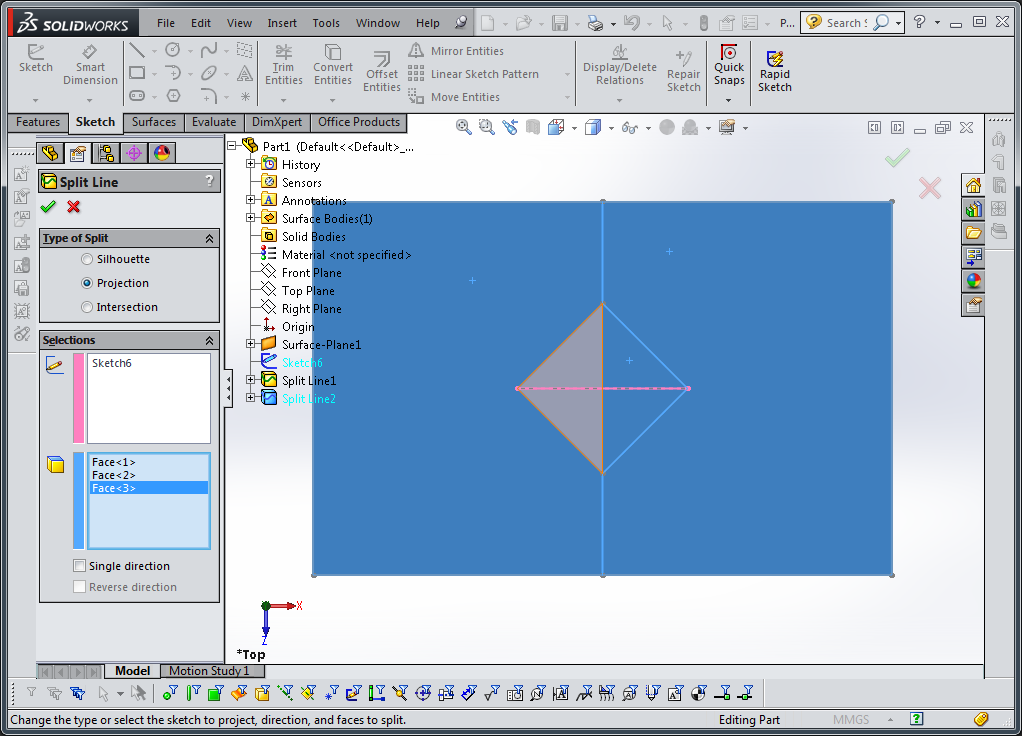 SOLIDWORKS File Edit View Insert Tools Window Help P... Search
Sketch Smart Dimension Trim Entities Convert Entities Offset Entities Mirror Entities Linear Sketch Pattern Move Entities Display/Delete Relations Repair Sketch Quick Snaps Rapid Sketch
Features Sketch Surfaces Evaluate DimXpert Office Products
Split Line ?
Type of Split
Silhouette
Projection
Intersection
Selections
Sketch6
Face<1>
Face<2>
Face<3>
Single direction
Reverse direction
Part1 (Default<<Default>_...
History
Sensors
Annotations
Surface Bodies(1)
Solid Bodies
Material <not specified>
Front Plane
Top Plane
Right Plane
Origin
Surface-Plane1
Sketch6
Split Line1
Split Line2
X
Z
*Top
Model Motion Study 1
Change the type or select the sketch to project, direction, and faces to split. Editing Part MMGS